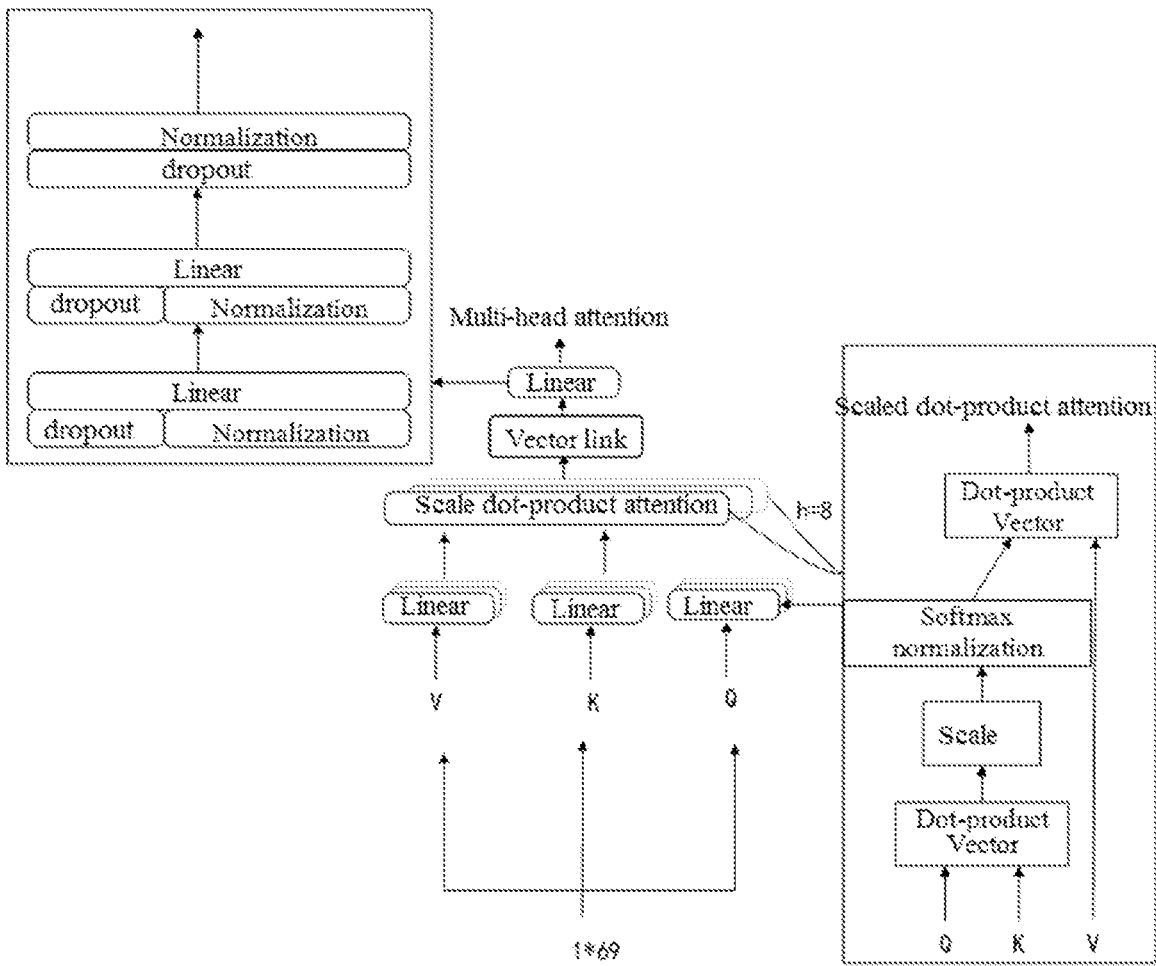 Normalization
dropout
Linear
dropout
Normalization
Linear
dropout
Normalization
Multi-head attention
Linear
Vector link
Scale dot-product attention
h=8
Linear
Linear
Linear
V
K
Q
1*69
Scaled dot-product attention
Dot-product
Vector
Softmax
normalization
Scale
Dot-product
Vector
Q
K
V